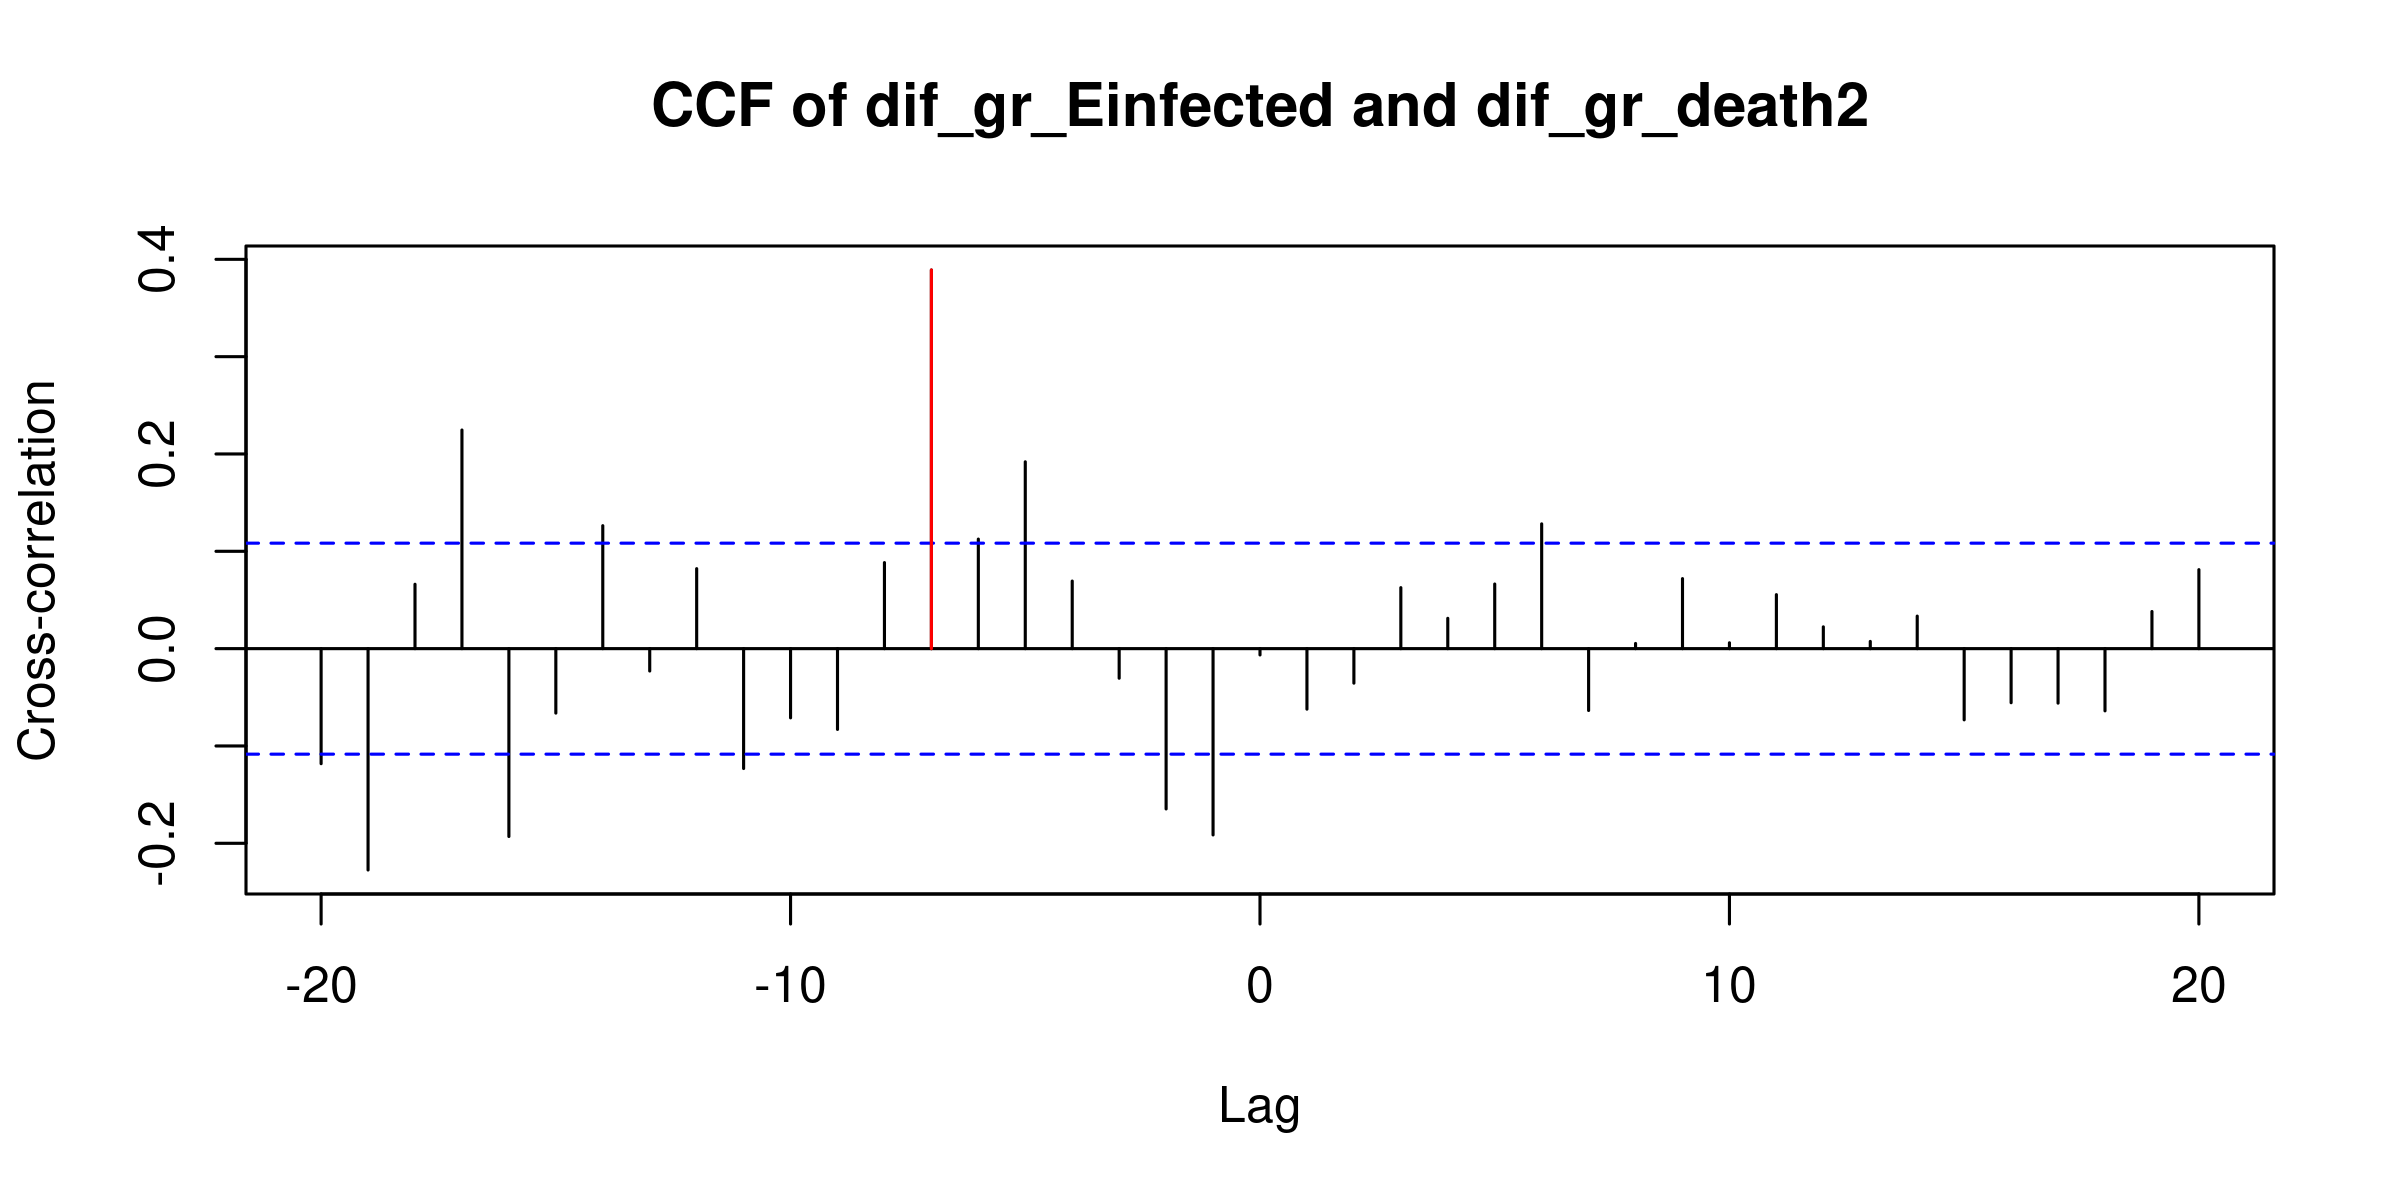 CCF of dif_gr_Einfected and dif_gr_death2
Cross-correlation
0.4
0.2
0.0
-0.2
-20 -10 0 10 20
Lag